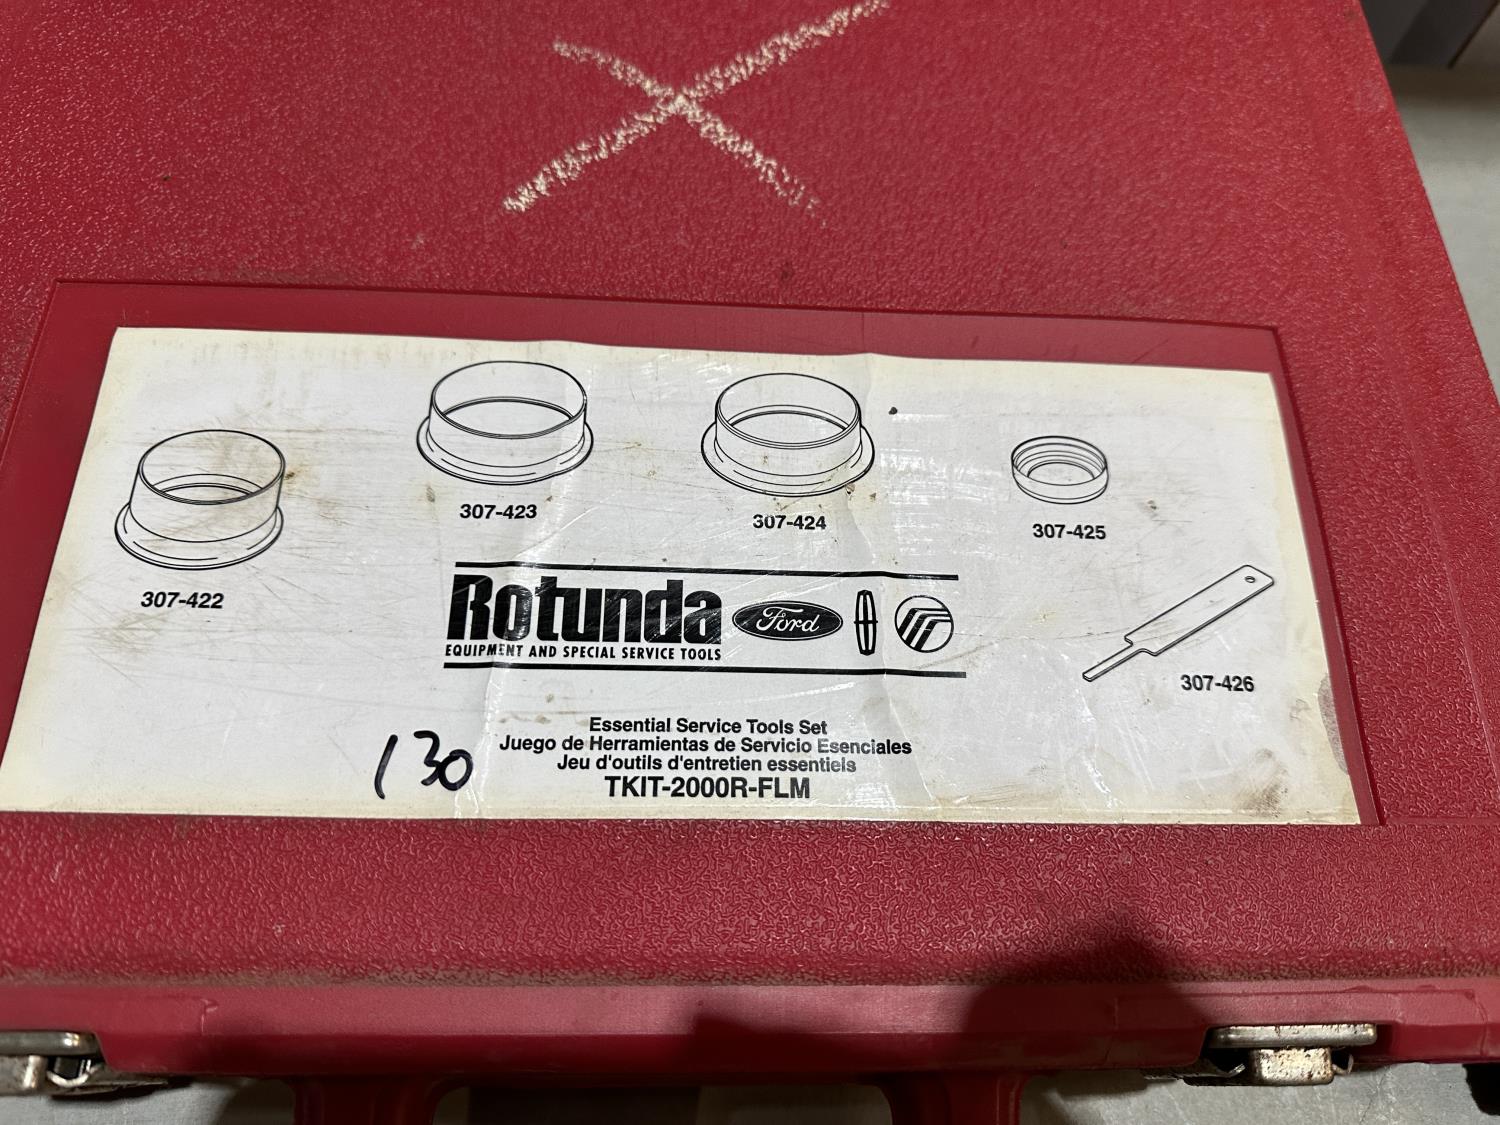 307-422
307-423
307-424
307-425
307-426
Rotunda Ford
EQUIPMENT AND SPECIAL SERVICE TOOLS
Essential Service Tools Set
Juego de Herramientas de Servicio Esenciales
Jeu d'outils d'entretien essentiels
TKIT-2000R-FLM
130